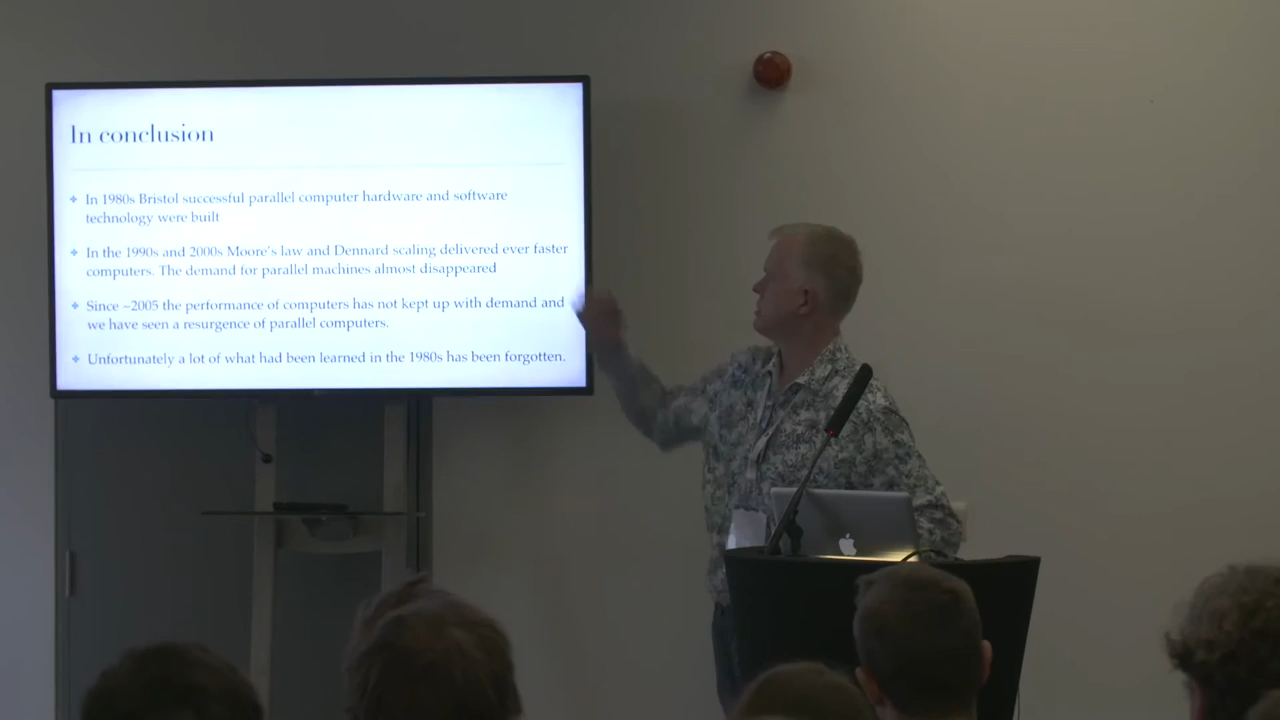 In conclusion
In 1980s Bristol successful parallel computer hardware and software
technology were built
In the 1990s and 2000s Moore's law and Dennard scaling delivered ever faster
computers. The demand for parallel machines almost disappeared
Since ~2005 the performance of computers has not kept up with demand and
we have seen a resurgence of parallel computers.
Unfortunately a lot of what had been learned in the 1980s has been forgotten.